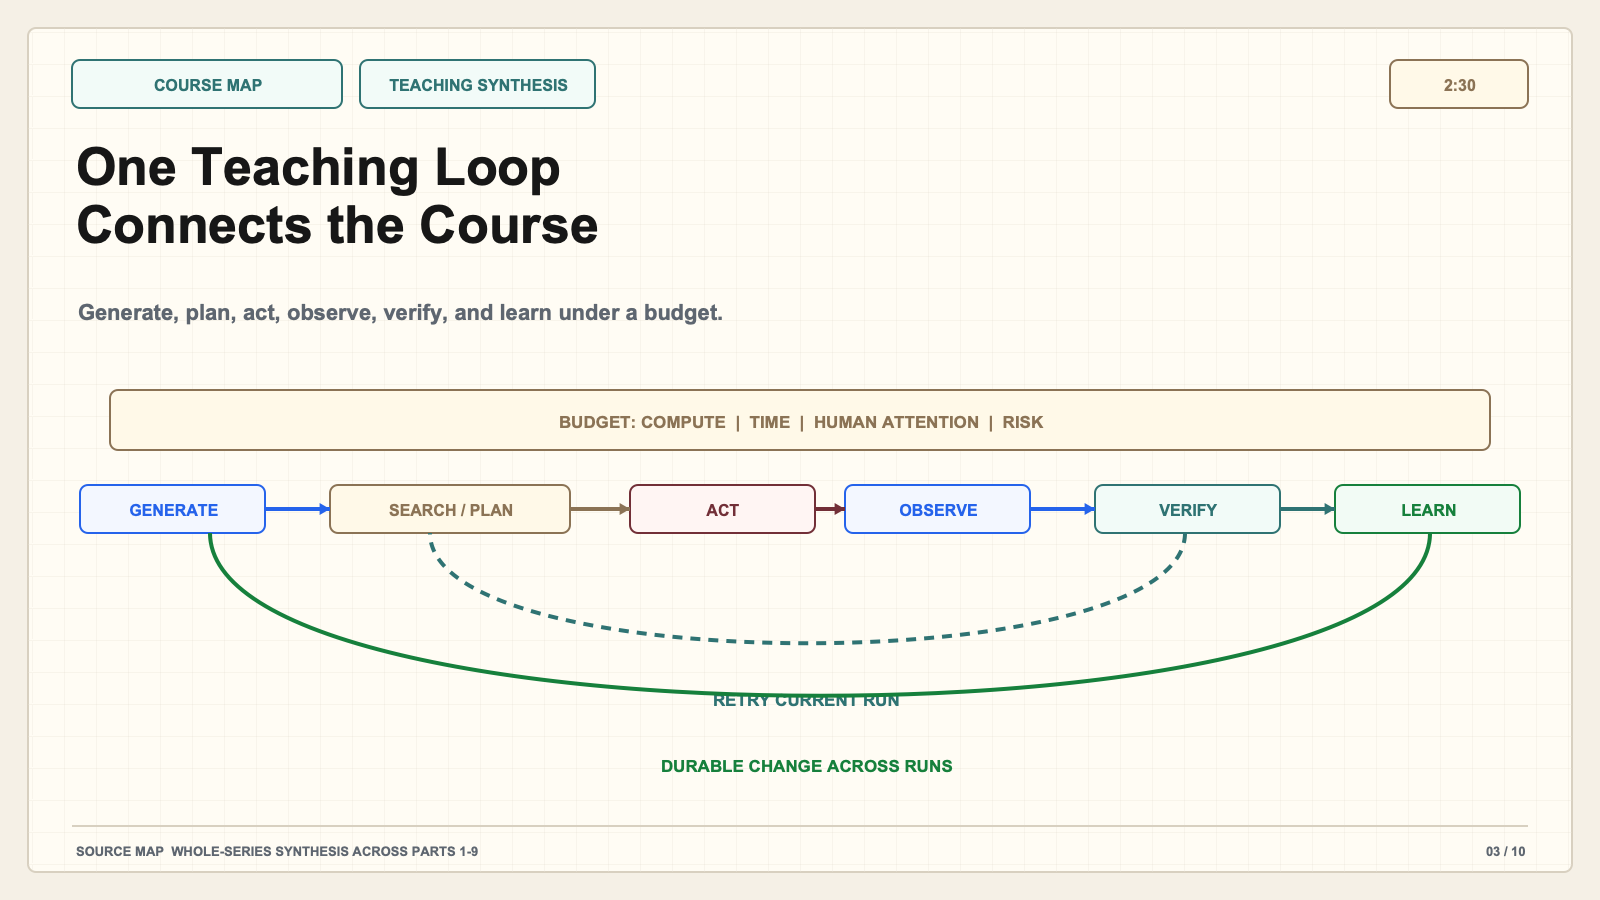 COURSE MAP
TEACHING SYNTHESIS
2:30
One Teaching Loop
Connects the Course
Generate, plan, act, observe, verify, and learn under a budget.
BUDGET: COMPUTE | TIME | HUMAN ATTENTION | RISK
GENERATE
SEARCH / PLAN
ACT
OBSERVE
VERIFY
LEARN
RETRY CURRENT RUN
DURABLE CHANGE ACROSS RUNS
SOURCE MAP WHOLE-SERIES SYNTHESIS ACROSS PARTS 1-9
03 / 10